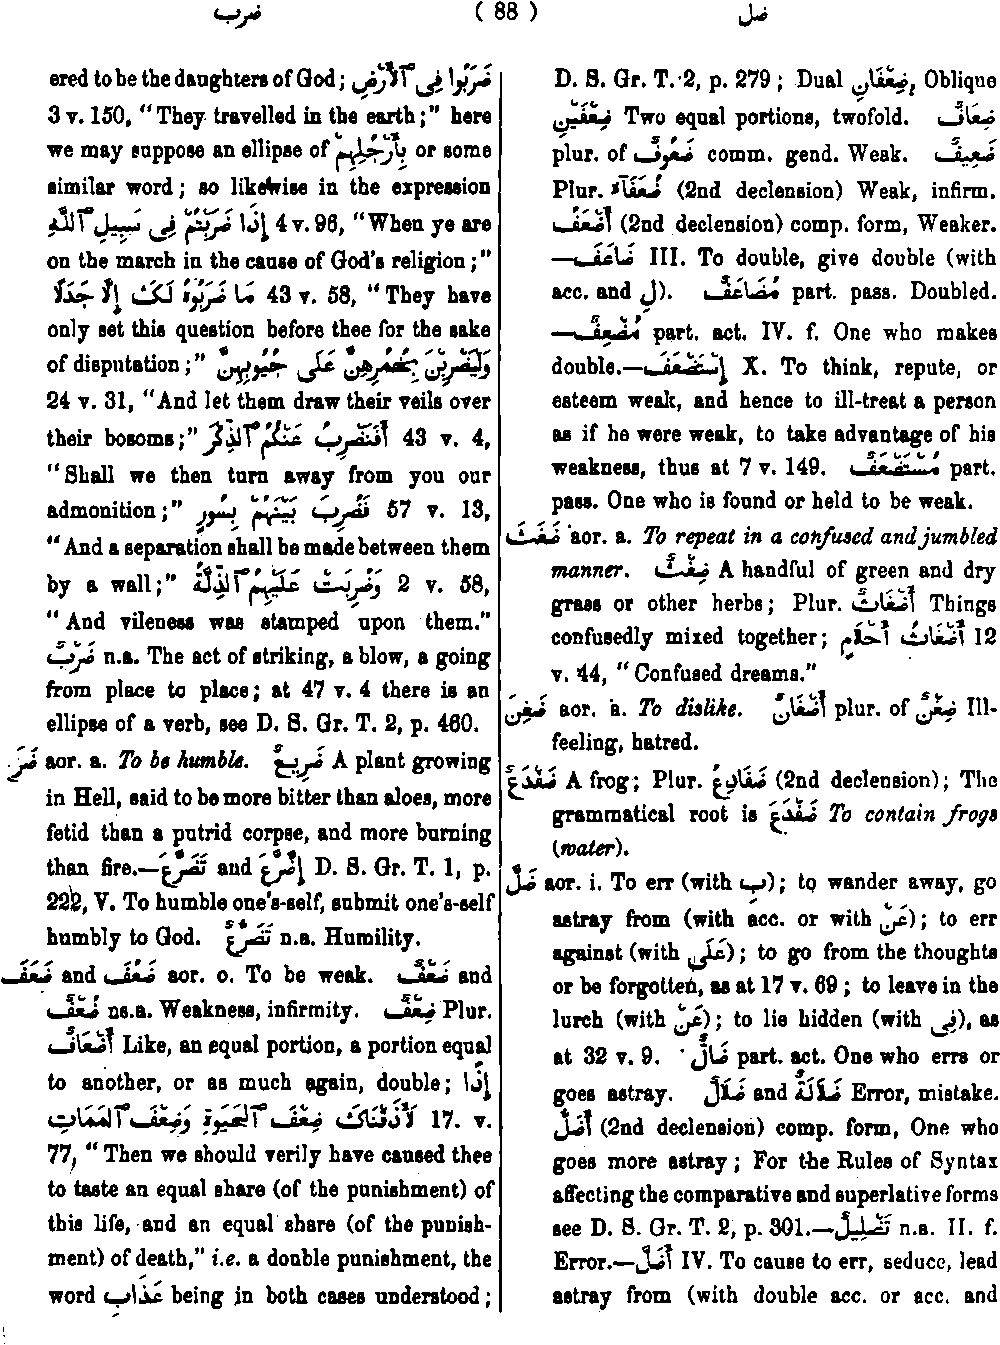 ضرب ( 88 ) ضل
ered to be the daughters of God; ضَرَبُوا فِى ٱلْأَرْضِ
3 v. 150, "They travelled in the earth;" here
we may suppose an ellipse of بِأَرْجُلِهِمْ or some
similar word; so likewise in the expression
إِذَا ضَرَبْتُمْ فِى سَبِيلِ ٱللَّهِ 4 v. 96, "When ye are
on the march in the cause of God's religion;"
مَا ضَرَبُوهُ لَكَ إِلَّا جَدَلًا 43 v. 58, "They have
only set this question before thee for the sake
of disputation;" وَلْيَضْرِبْنَ بِخُمُرِهِنَّ عَلَى جُيُوبِهِنَّ
24 v. 31, "And let them draw their veils over
their bosoms;" أَفَنَضْرِبُ عَنْكُمُ ٱلذِّكْرَ 43 v. 4,
"Shall we then turn away from you our
admonition;" فَضُرِبَ بَيْنَهُمْ بِسُورٍ 57 v. 13,
"And a separation shall be made between them
by a wall;" وَضُرِبَتْ عَلَيْهِمُ ٱلذِّلَّةُ 2 v. 58,
"And vileness was stamped upon them."
ضَرْبٌ n.a. The act of striking, a blow, a going
from place to place; at 47 v. 4 there is an
ellipse of a verb, see D. S. Gr. T. 2, p. 460.
aor. a. To be humble. ضَرِيعٌ A plant growing
in Hell, said to be more bitter than aloes, more
fetid than a putrid corpse, and more burning
than fire.—تَضَرَّعَ and إِضَّرَّعَ D. S. Gr. T. 1, p.
222, V. To humble one's-self, submit one's-self
humbly to God. تَضَرُّعٌ n.a. Humility.
ضَعَفَ and ضَعُفَ aor. o. To be weak. ضَعْفٌ and
ضُعْفٌ ns.a. Weakness, infirmity. ضِعْفٌ Plur.
أَضْعَافٌ Like, an equal portion, a portion equal
to another, or as much again, double; إِذًا
لَأَذَقْنَاكَ ضِعْفَ ٱلْحَيٰوةِ وَضِعْفَ ٱلْمَمَاتِ 17. v.
77, "Then we should verily have caused thee
to taste an equal share (of the punishment) of
this life, and an equal share (of the punish-
ment) of death," i.e. a double punishment, the
word عَذَاب being in both cases understood;
D. S. Gr. T. 2, p. 279; Dual ضِعْفَانِ, Oblique
ضِعْفَيْنِ Two equal portions, twofold. ضِعَافٌ
plur. of ضَعُوفٌ comm. gend. Weak. ضَعِيفٌ
Plur. ضُعَفَاءُ (2nd declension) Weak, infirm.
أَضْعَفُ (2nd declension) comp. form, Weaker.
—ضَاعَفَ III. To double, give double (with
acc. and لِ). مُضَاعَفٌ part. pass. Doubled.
—مُضْعِفٌ part. act. IV. f. One who makes
double.—إِسْتَضْعَفَ X. To think, repute, or
esteem weak, and hence to ill-treat a person
as if he were weak, to take advantage of his
weakness, thus at 7 v. 149. مُسْتَضْعَفٌ part.
pass. One who is found or held to be weak.
ضَغَثَ aor. a. To repeat in a confused and jumbled
manner. ضِغْثٌ A handful of green and dry
grass or other herbs; Plur. أَضْغَاثٌ Things
confusedly mixed together; أَضْغَاثُ أَحْلَامٍ 12
v. 44, "Confused dreams."
ضَغِنَ aor. a. To dislike. أَضْغَانٌ plur. of ضِغْنٌ Ill-
feeling, hatred.
ضِفْدَعٌ A frog; Plur. ضَفَادِعُ (2nd declension); The
grammatical root is ضَفْدَعَ To contain frogs
(water).
ضَلَّ aor. i. To err (with بِ); to wander away, go
astray from (with acc. or with عَنْ); to err
against (with عَلَى); to go from the thoughts
or be forgotten, as at 17 v. 69; to leave in the
lurch (with عَنْ); to lie hidden (with فِى), as
at 32 v. 9. ضَالٌّ part. act. One who errs or
goes astray. ضَلَالٌ and ضَلَالَةٌ Error, mistake.
أَضَلُّ (2nd declension) comp. form, One who
goes more astray; For the Rules of Syntax
affecting the comparative and superlative forms
see D. S. Gr. T. 2, p. 301.—تَضْلِيلٌ n.a. II. f.
Error.—أَضَلَّ IV. To cause to err, seduce, lead
astray from (with double acc. or acc. and